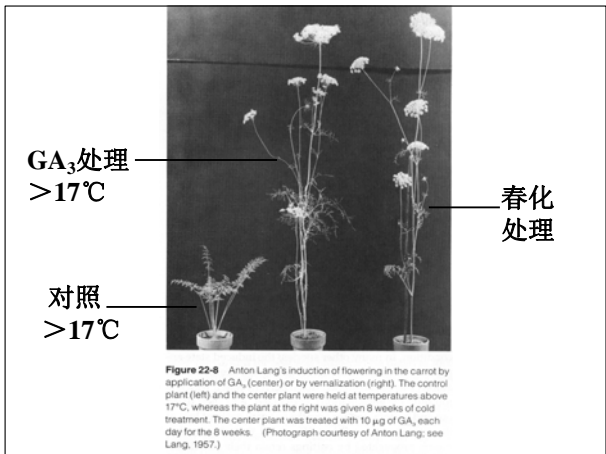 GA₃处理
＞17℃
对照
＞17℃
春化
处理
Figure 22-8 Anton Lang's induction of flowering in the carrot by
application of GA₃ (center) or by vernalization (right). The control
plant (left) and the center plant were held at temperatures above
17°C, whereas the plant at the right was given 8 weeks of cold
treatment. The center plant was treated with 10 μg of GA₃ each
day for the 8 weeks. (Photograph courtesy of Anton Lang; see
Lang, 1957.)